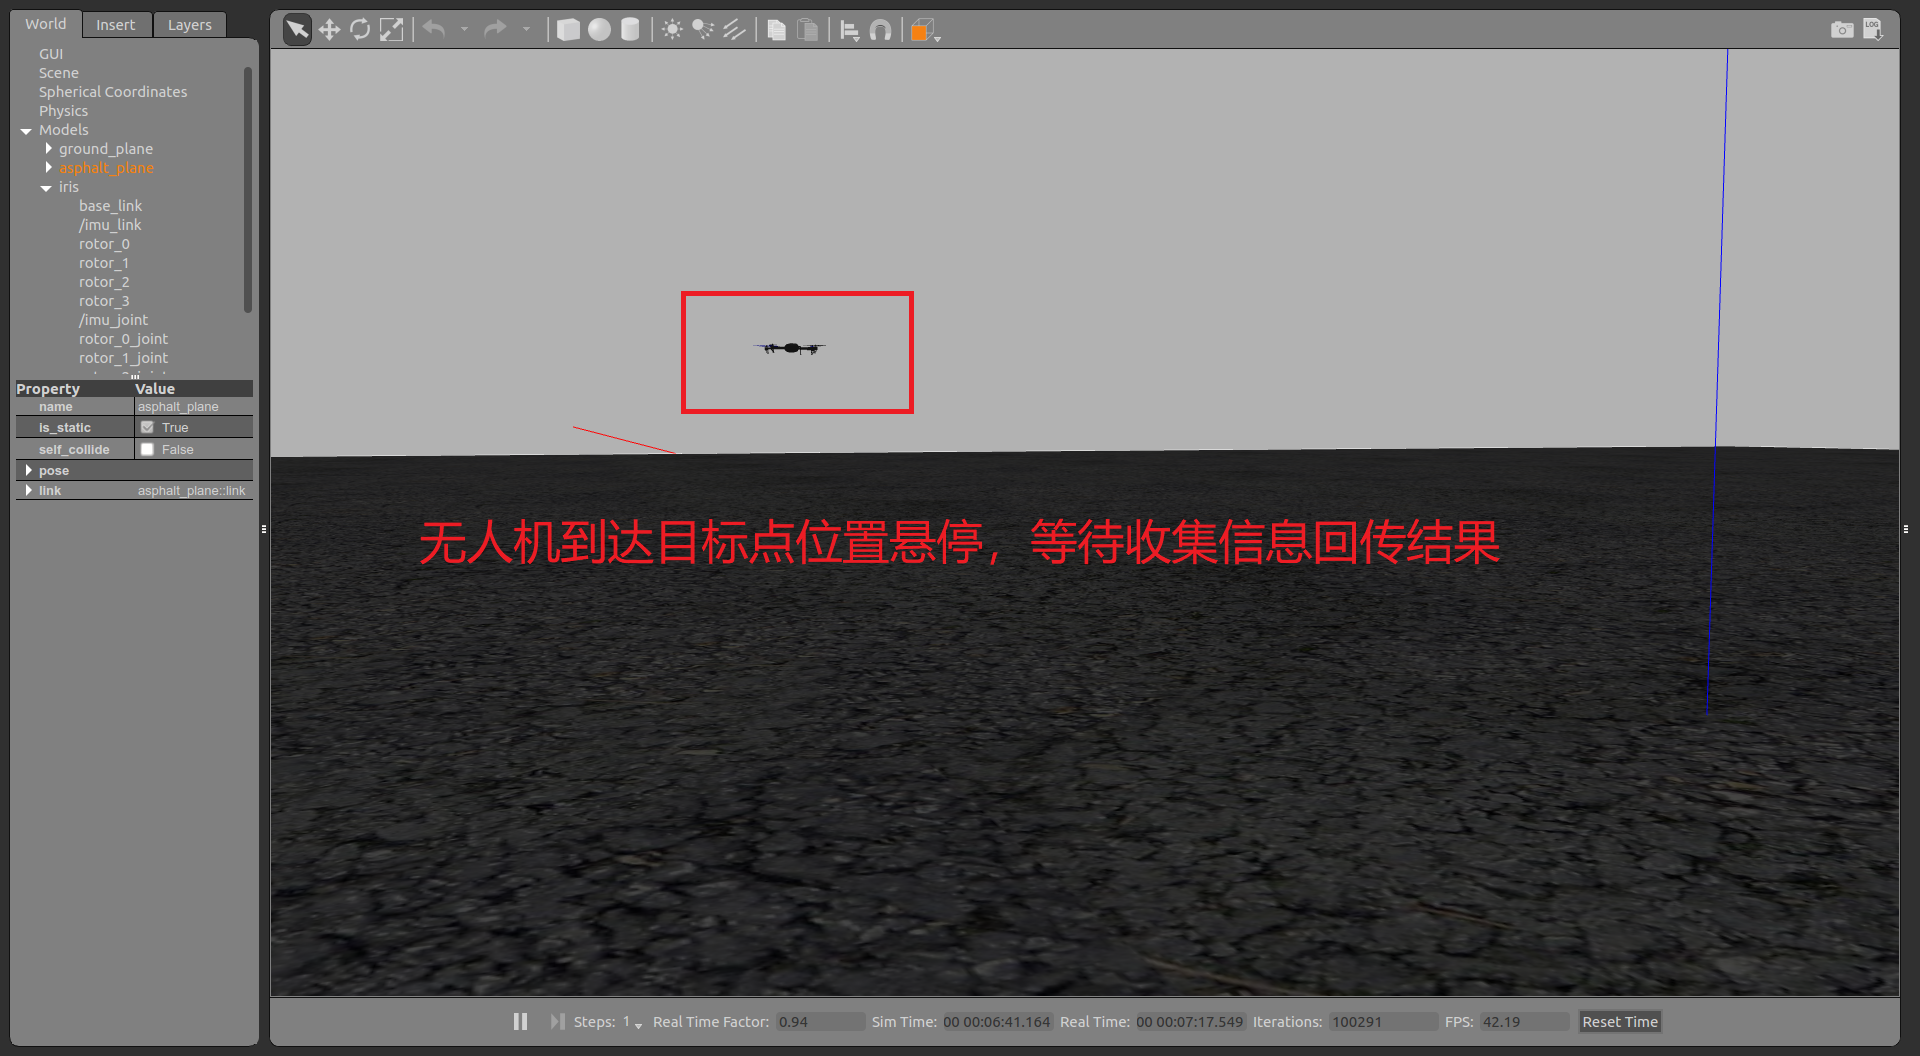 World
Insert
Layers
GUI
Scene
Spherical Coordinates
Physics
Models
ground_plane
asphalt_plane
iris
base_link
/imu_link
rotor_0
rotor_1
rotor_2
rotor_3
/imu_joint
rotor_0_joint
rotor_1_joint
Property Value
name asphalt_plane
is_static True
self_collide False
pose
link asphalt_plane::link
LOG
无人机到达目标点位置悬停，等待收集信息回传结果
Steps: 1 Real Time Factor: 0.94 Sim Time: 00 00:06:41.164 Real Time: 00 00:07:17.549 Iterations: 100291 FPS: 42.19 Reset Time